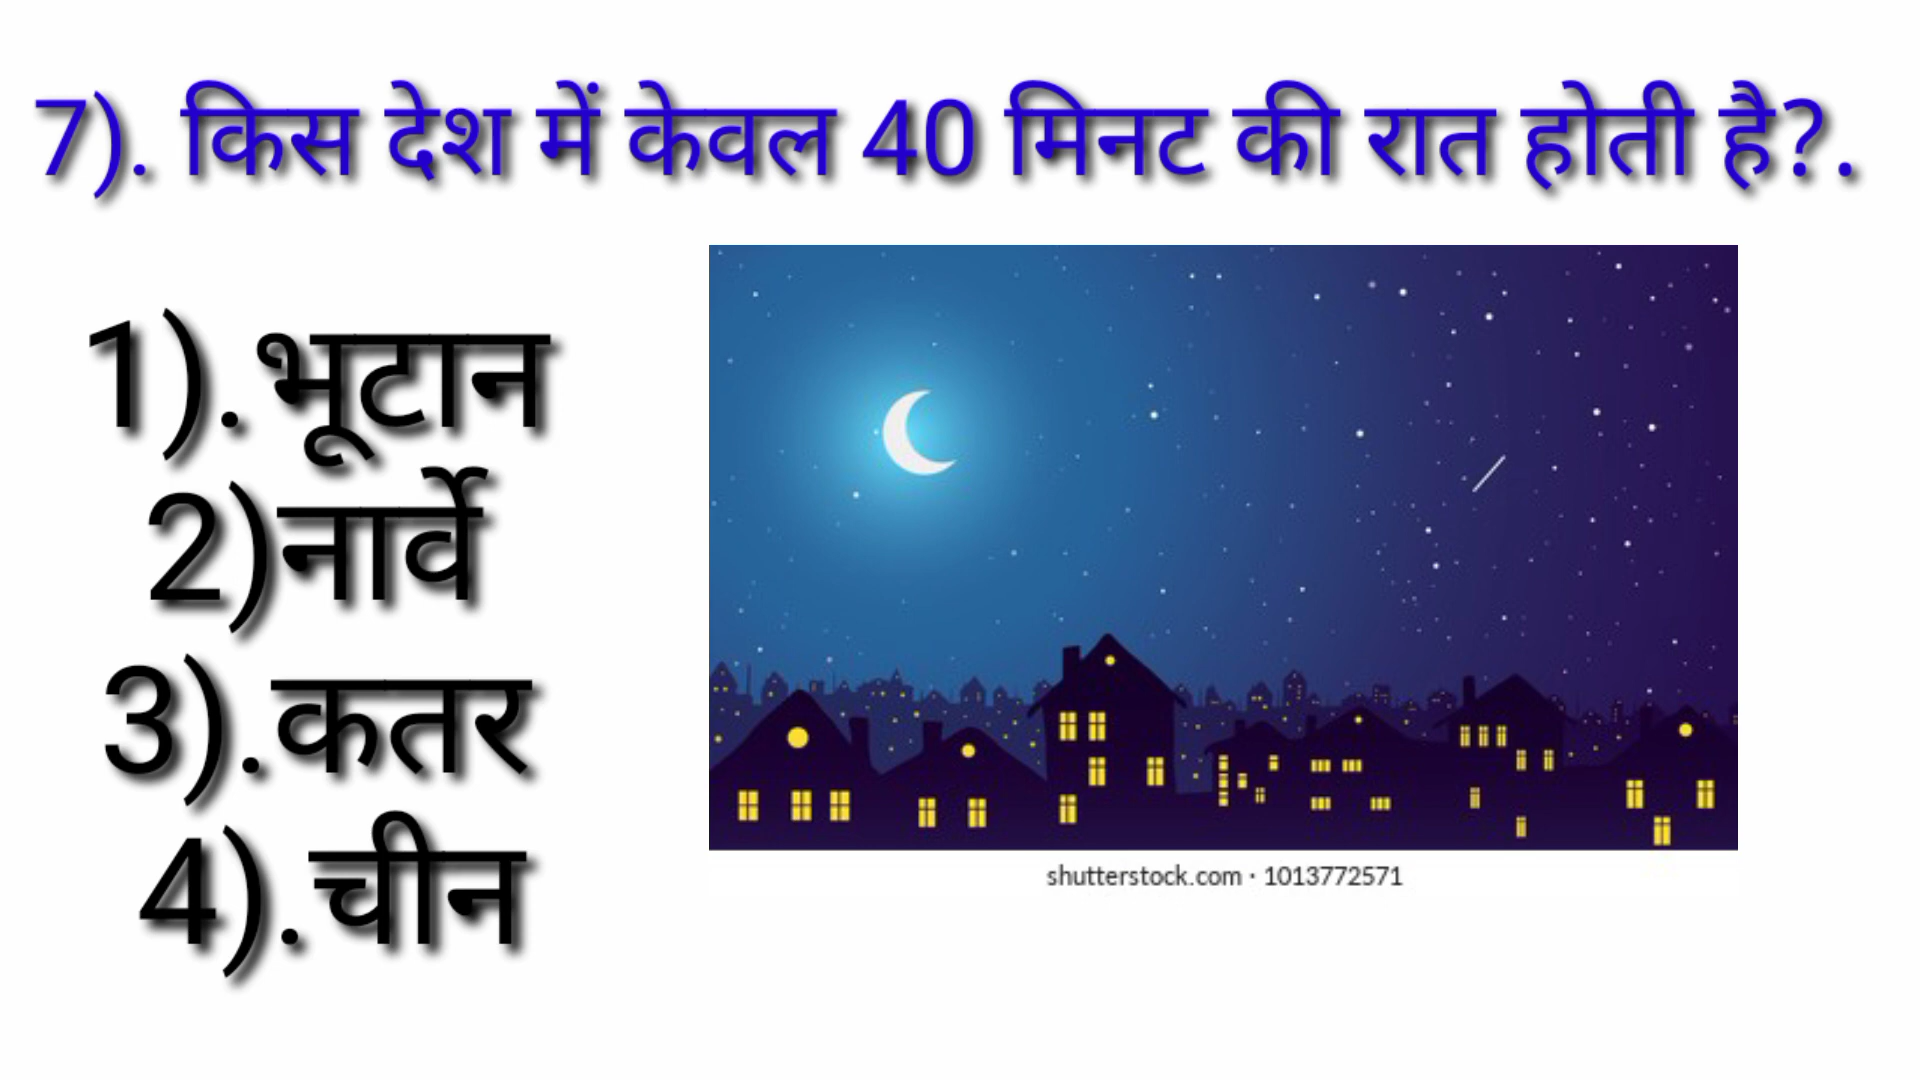 7). किस देश में केवल 40 मिनट की रात होती है?.
1).भूटान
2)नार्वे
3).कतर
4).चीन
shutterstock.com · 1013772571